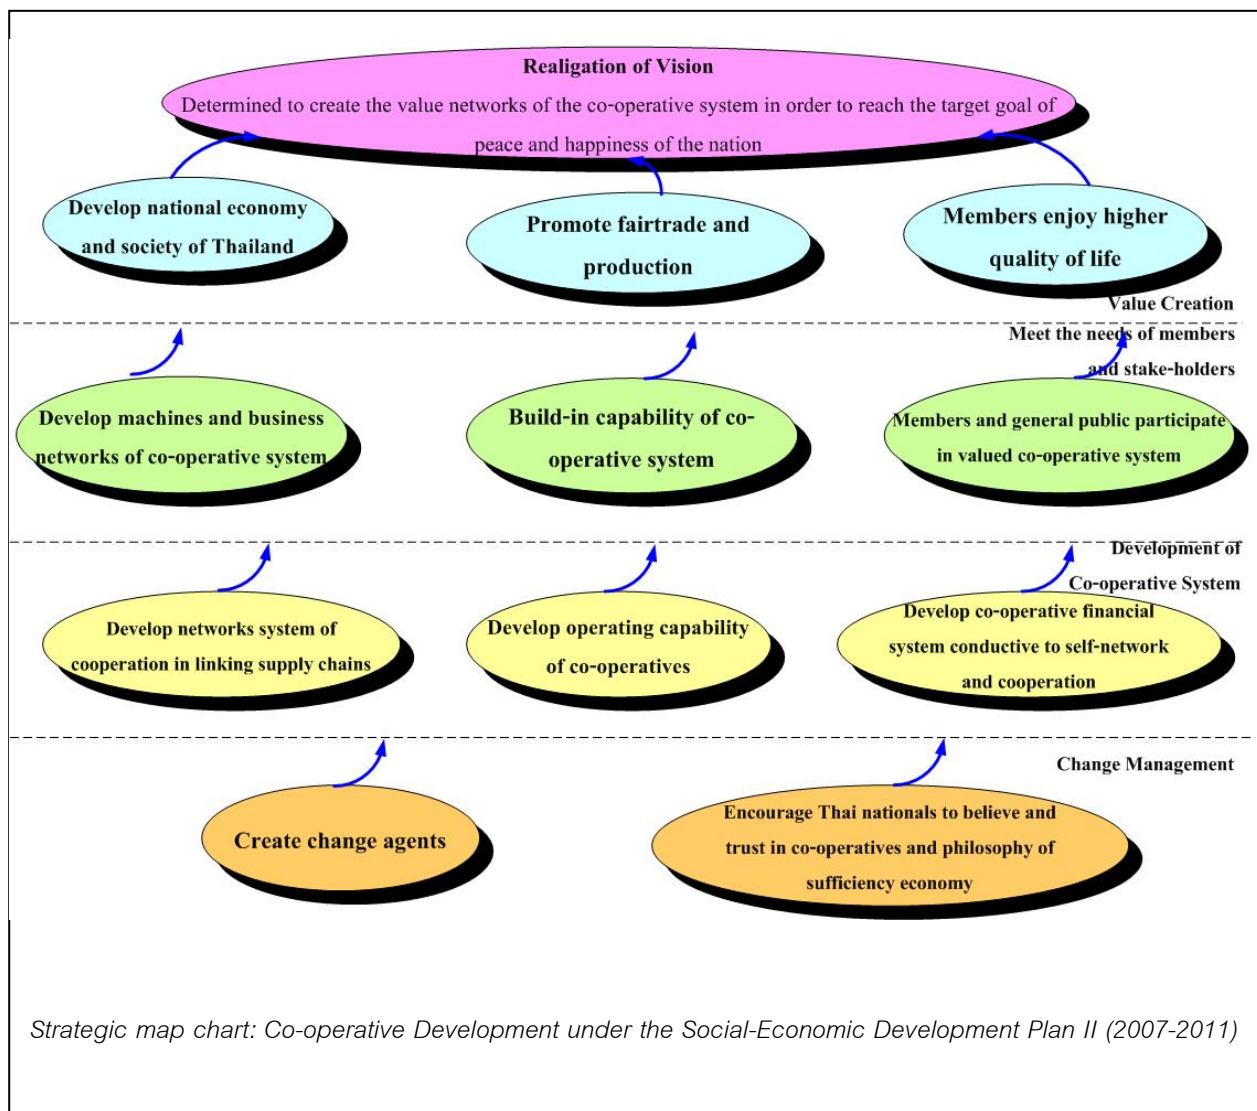 Realigation of Vision
Determined to create the value networks of the co-operative system in order to reach the target goal of
peace and happiness of the nation
Develop national economy
and society of Thailand
Promote fairtrade and
production
Members enjoy higher
quality of life
Value Creation
Meet the needs of members
and stake-holders
Develop machines and business
networks of co-operative system
Build-in capability of co-
operative system
Members and general public participate
in valued co-operative system
Development of
Co-operative System
Develop networks system of
cooperation in linking supply chains
Develop operating capability
of co-operatives
Develop co-operative financial
system conductive to self-network
and cooperation
Change Management
Create change agents
Encourage Thai nationals to believe and
trust in co-operatives and philosophy of
sufficiency economy
Strategic map chart: Co-operative Development under the Social-Economic Development Plan II (2007-2011)